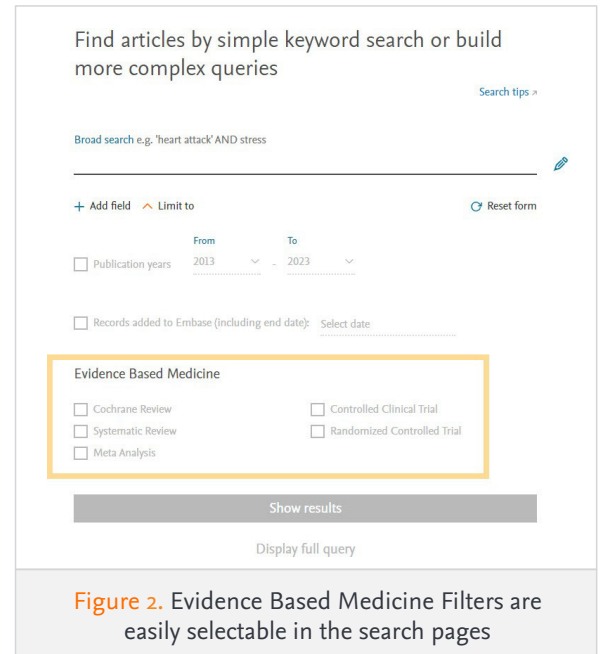 Find articles by simple keyword search or build
more complex queries
Search tips
Broad search e.g. 'heart attack' AND stress
+ Add field Limit to Reset form
From To
Publication years 2013 - 2023
Records added to Embase (including end date): Select date
Evidence Based Medicine
Cochrane Review Controlled Clinical Trial
Systematic Review Randomized Controlled Trial
Meta Analysis
Show results
Display full query
Figure 2. Evidence Based Medicine Filters are
easily selectable in the search pages